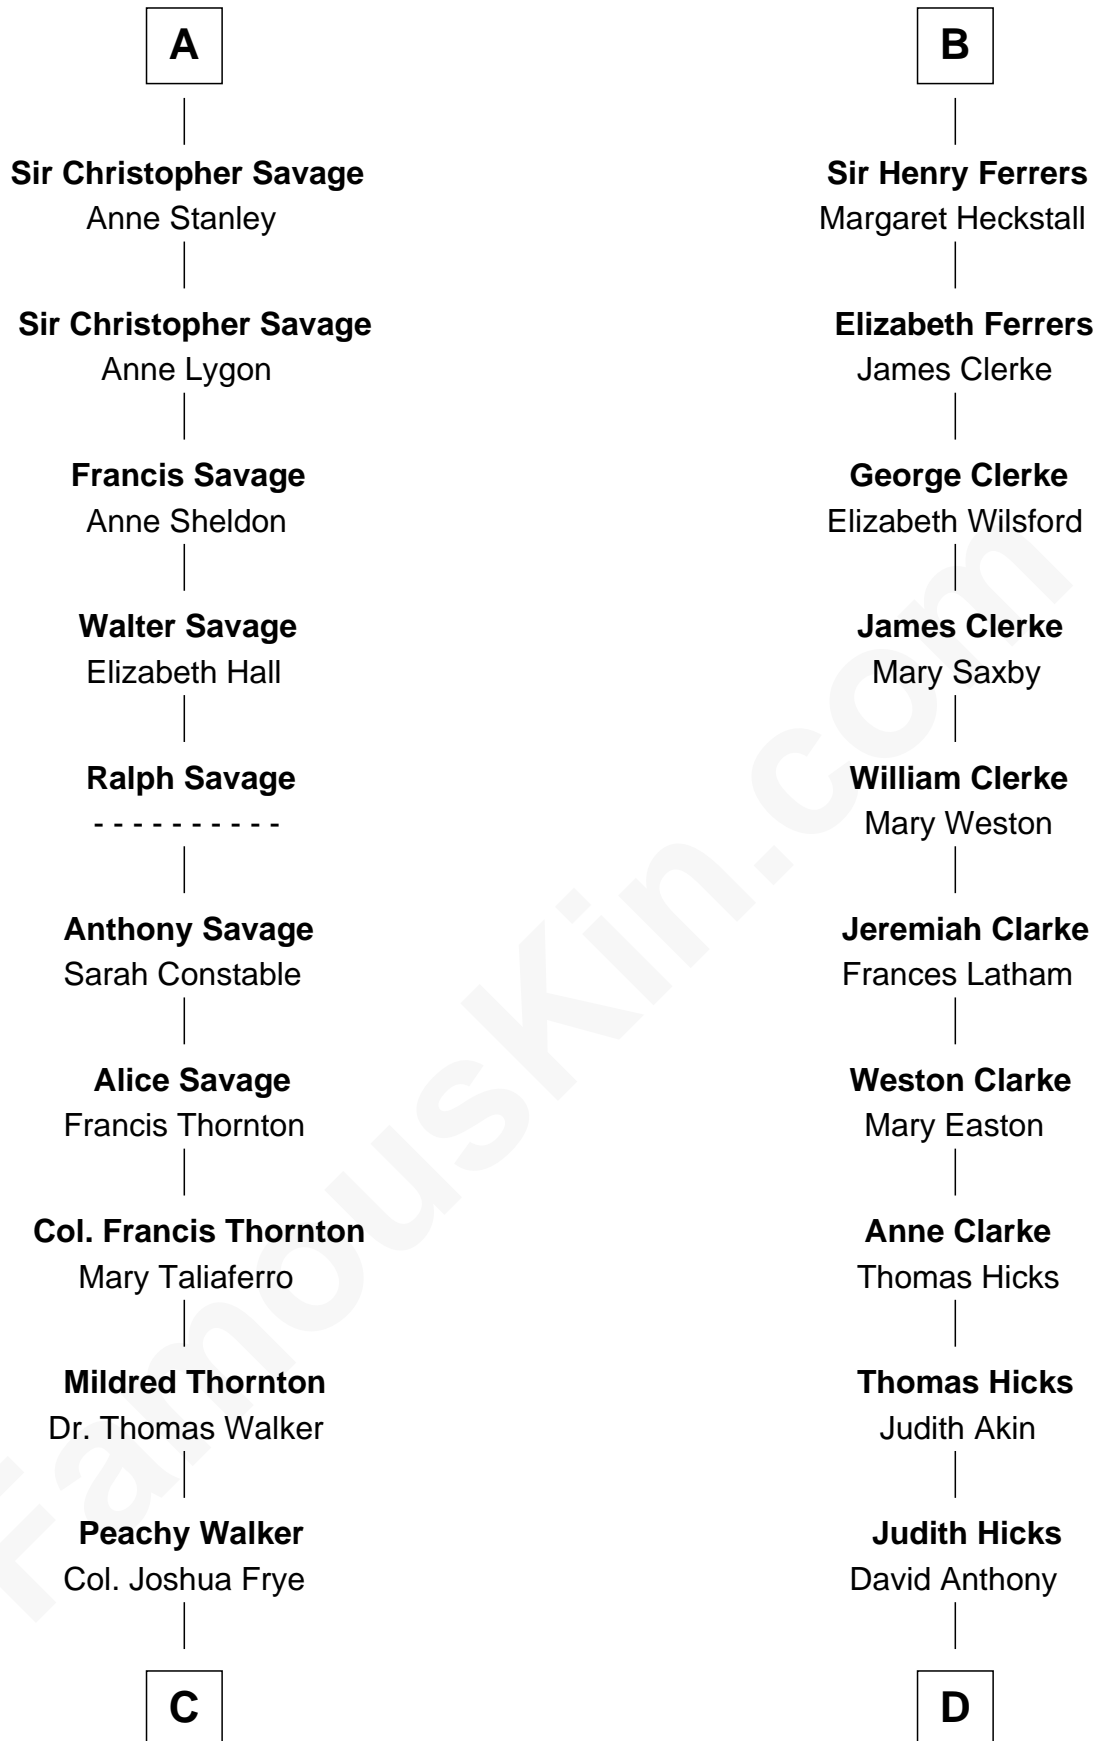 A
Sir Christopher Savage
Anne Stanley
Sir Christopher Savage
Anne Lygon
Francis Savage
Anne Sheldon
Walter Savage
Elizabeth Hall
Ralph Savage
- - - - - - - - - -
Anthony Savage
Sarah Constable
Alice Savage
Francis Thornton
Col. Francis Thornton
Mary Taliaferro
Mildred Thornton
Dr. Thomas Walker
Peachy Walker
Col. Joshua Frye
C
B
Sir Henry Ferrers
Margaret Heckstall
Elizabeth Ferrers
James Clerke
George Clerke
Elizabeth Wilsford
James Clerke
Mary Saxby
William Clerke
Mary Weston
Jeremiah Clarke
Frances Latham
Weston Clarke
Mary Easton
Anne Clarke
Thomas Hicks
Thomas Hicks
Judith Akin
Judith Hicks
David Anthony
D
FamousKin.com